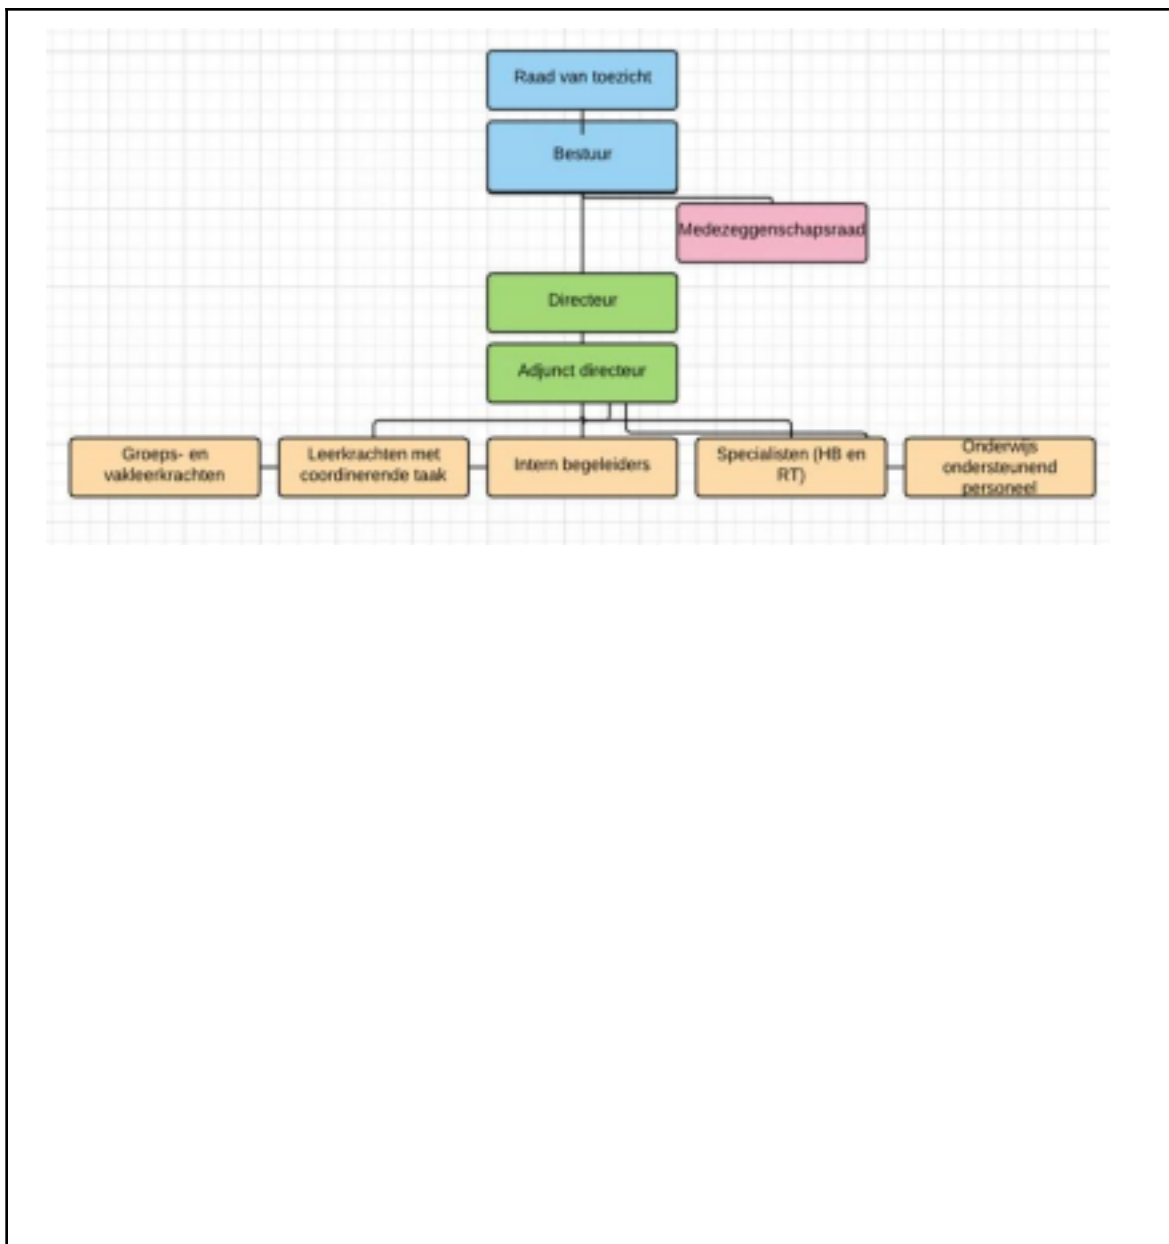 Raad van toezicht
Bestuur
Medezeggenschapsraad
Directeur
Adjunct directeur
Groeps- en
vakleerkrachten
Leerkrachten met
coordinerende taak
Intern begeleiders
Specialisten (HB en
RT)
Onderwijs
ondersteunend
personeel